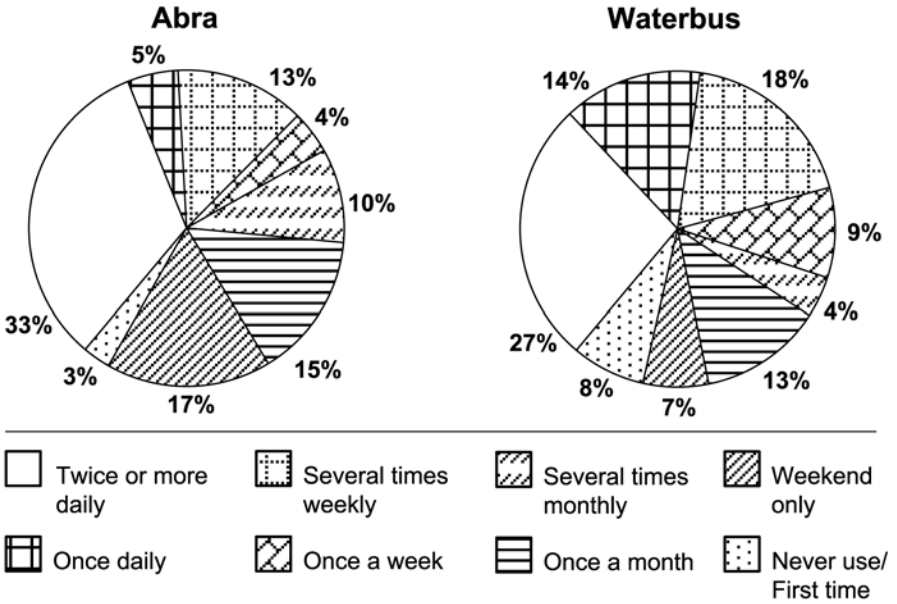 Abra
5%
13%
4%
10%
15%
17%
3%
33%
Waterbus
14%
18%
9%
4%
13%
7%
8%
27%
Twice or more
daily
Several times
weekly
Several times
monthly
Weekend
only
Once daily
Once a week
Once a month
Never use/
First time